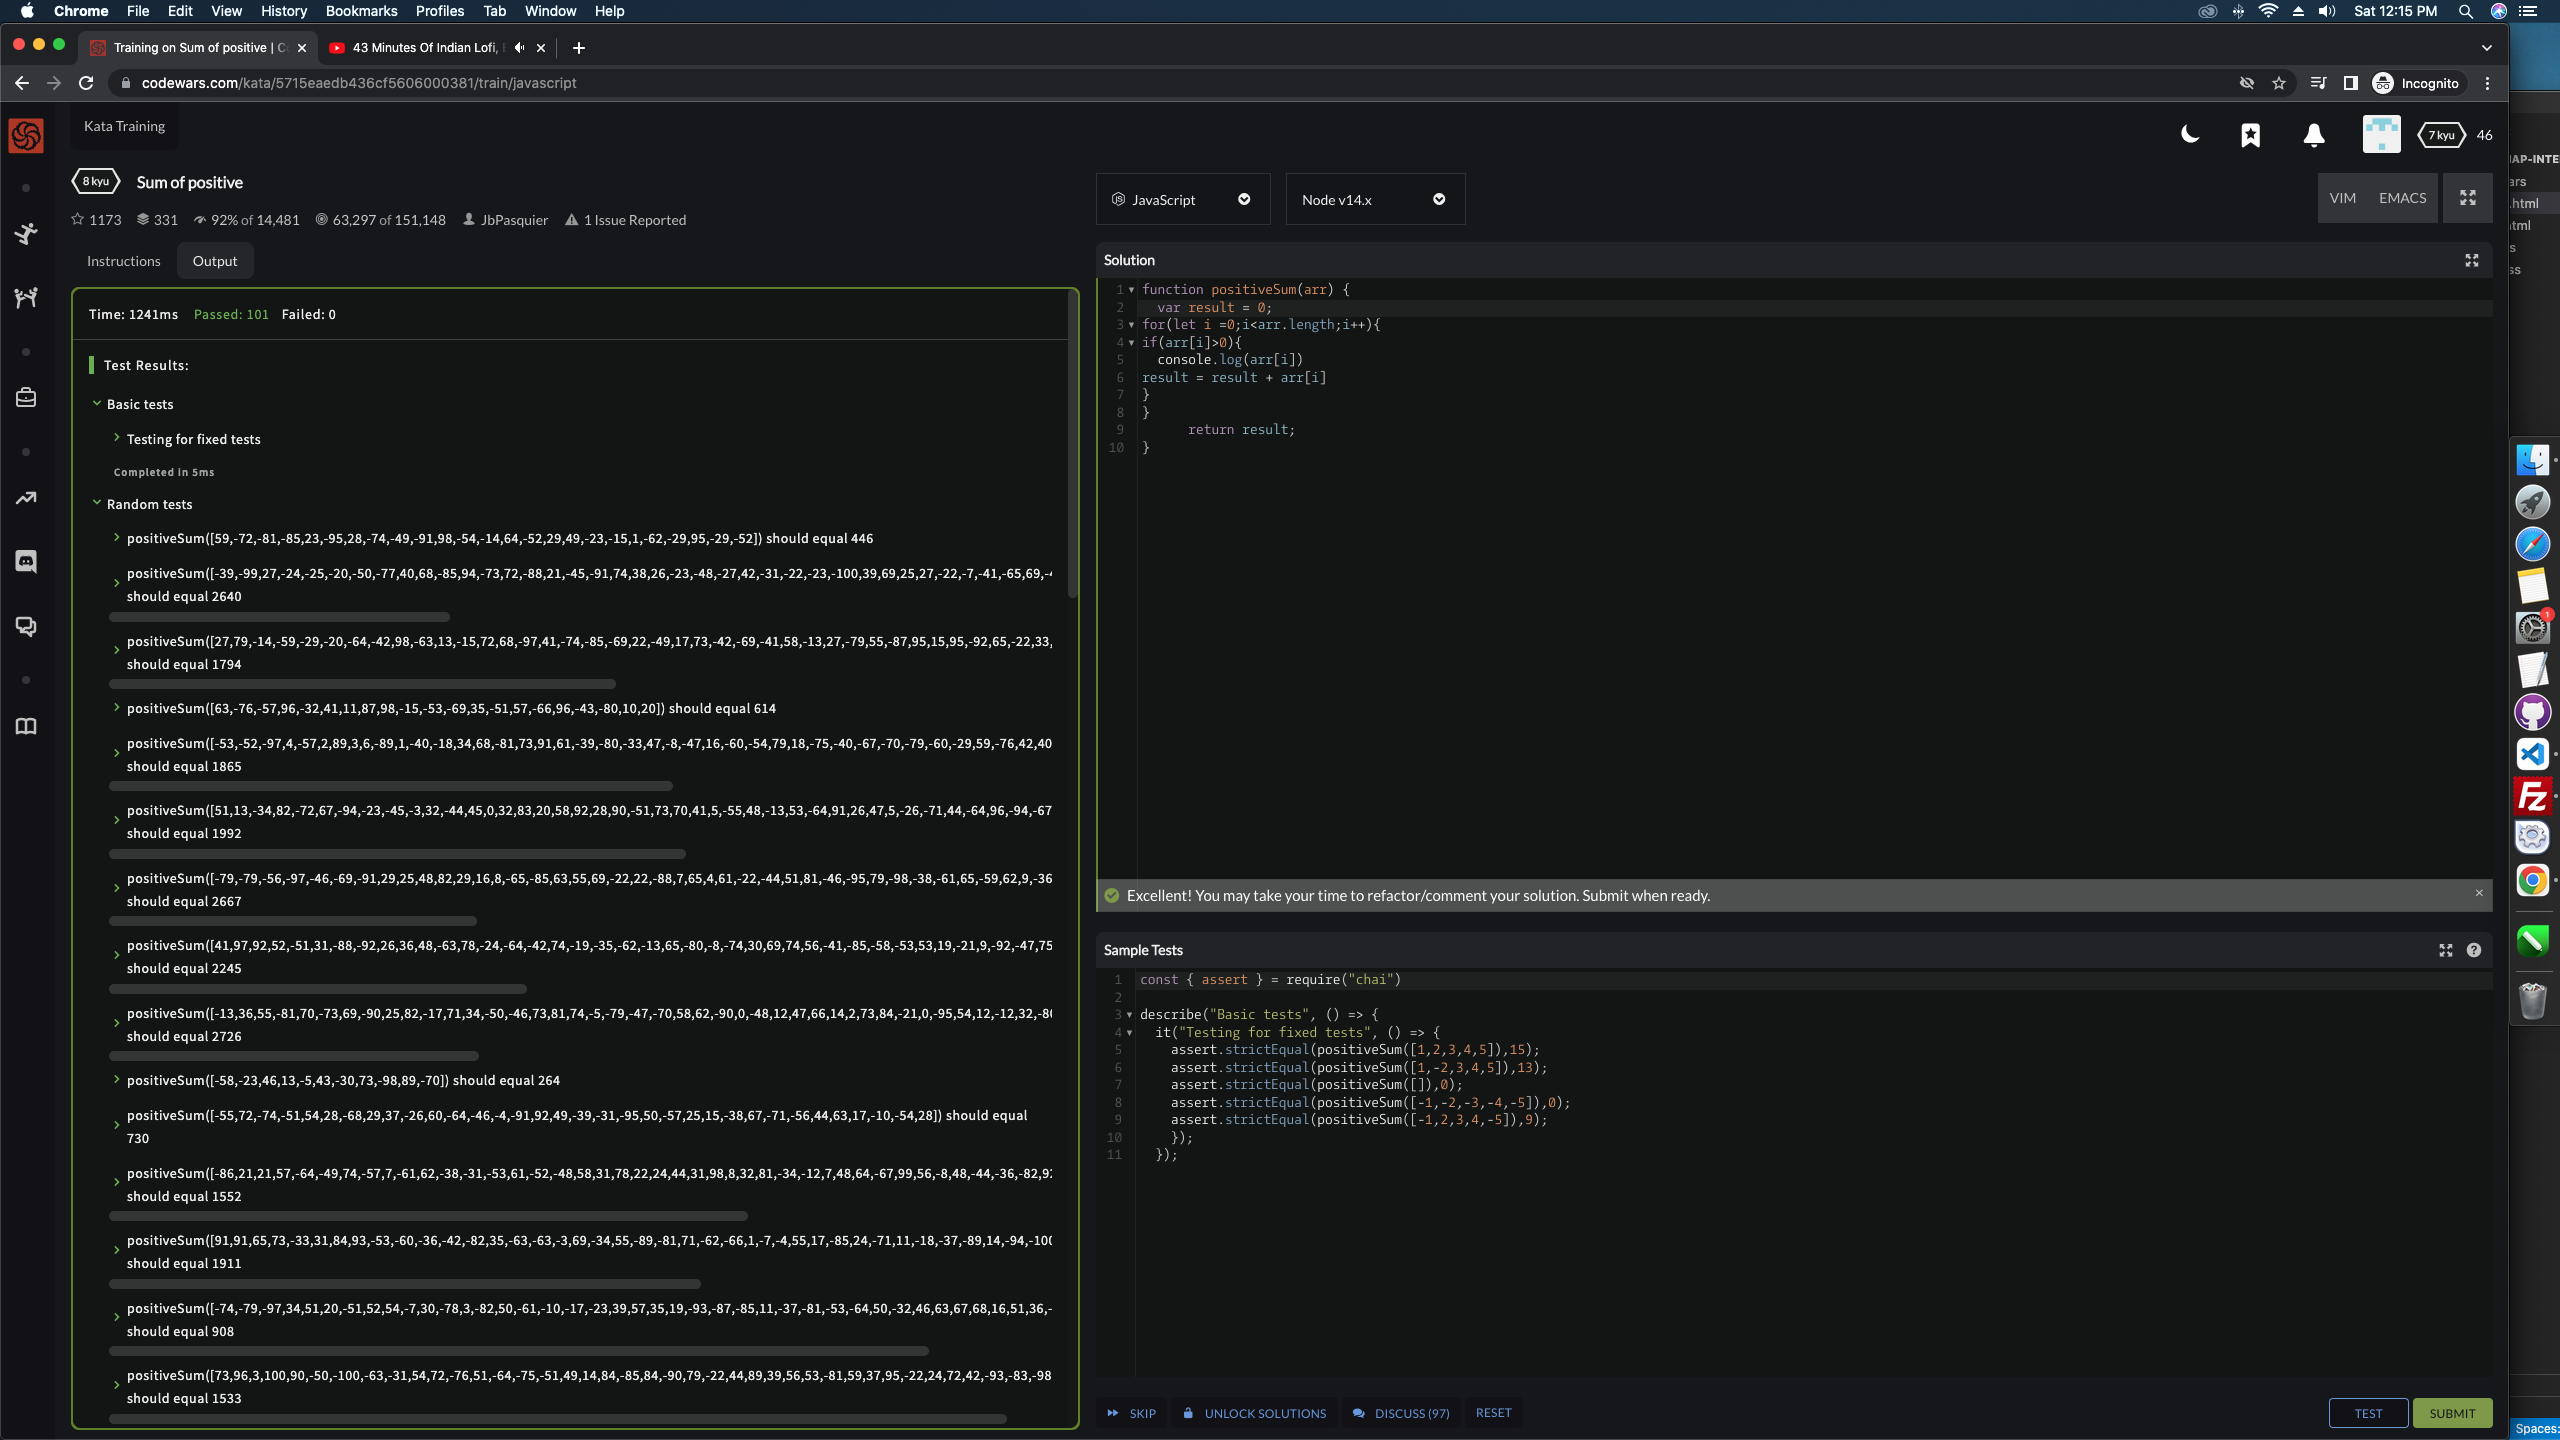 Chrome File Edit View History Bookmarks Profiles Tab Window Help
Sat 12:15 PM
Training on Sum of positive |
43 Minutes Of Indian Lofi,
codewars.com/kata/5715eaedb436cf5606000381/train/javascript
Incognito
Kata Training
7 kyu 46
8 kyu Sum of positive
1173 331 92% of 14,481 63,297 of 151,148 JbPasquier 1 Issue Reported
Instructions Output
Time: 1241ms Passed: 101 Failed: 0
Test Results:
Basic tests
Testing for fixed tests
Completed in 5ms
Random tests
positiveSum([59,-72,-81,-85,23,-95,28,-74,-49,-91,98,-54,-14,64,-52,29,49,-23,-15,1,-62,-29,95,-29,-52]) should equal 446
positiveSum([-39,-99,27,-24,-25,-20,-50,-77,40,68,-85,94,-73,72,-88,21,-45,-91,74,38,26,-23,-48,-27,42,-31,-22,-23,-100,39,69,25,27,-22,-7,-41,-65,69,-
should equal 2640
positiveSum([27,79,-14,-59,-29,-20,-64,-42,98,-63,13,-15,72,68,-97,41,-74,-85,-69,22,-49,17,73,-42,-69,-41,58,-13,27,-79,55,-87,95,15,95,-92,65,-22,33,
should equal 1794
positiveSum([63,-76,-57,96,-32,41,11,87,98,-15,-53,-69,35,-51,57,-66,96,-43,-80,10,20]) should equal 614
positiveSum([-53,-52,-97,4,-57,2,89,3,6,-89,1,-40,-18,34,68,-81,73,91,61,-39,-80,-33,47,-8,-47,16,-60,-54,79,18,-75,-40,-67,-70,-79,-60,-29,59,-76,42,40
should equal 1865
positiveSum([51,13,-34,82,-72,67,-94,-23,-45,-3,32,-44,45,0,32,83,20,58,92,28,90,-51,73,70,41,5,-55,48,-13,53,-64,91,26,47,5,-26,-71,44,-64,96,-94,-67
should equal 1992
positiveSum([-79,-79,-56,-97,-46,-69,-91,29,25,48,82,29,16,8,-65,-85,63,55,69,-22,22,-88,7,65,4,61,-22,-44,51,81,-46,-95,79,-98,-38,-61,65,-59,62,9,-36
should equal 2667
positiveSum([41,97,92,52,-51,31,-88,-92,26,36,48,-63,78,-24,-64,-42,74,-19,-35,-62,-13,65,-80,-8,-74,30,69,74,56,-41,-85,-58,-53,53,19,-21,9,-92,-47,75
should equal 2245
positiveSum([-13,36,55,-81,70,-73,69,-90,25,82,-17,71,34,-50,-46,73,81,74,-5,-79,-47,-70,58,62,-90,0,-48,12,47,66,14,2,73,84,-21,0,-95,54,12,-12,32,-8
should equal 2726
positiveSum([-58,-23,46,13,-5,43,-30,73,-98,89,-70]) should equal 264
positiveSum([-55,72,-74,-51,54,28,-68,29,37,-26,60,-64,-46,-4,-91,92,49,-39,-31,-95,50,-57,25,15,-38,67,-71,-56,44,63,17,-10,-54,28]) should equal
730
positiveSum([-86,21,21,57,-64,-49,74,-57,7,-61,62,-38,-31,-53,61,-52,-48,58,31,78,22,24,44,31,98,8,32,81,-34,-12,7,48,64,-67,99,56,-8,48,-44,-36,-82,92
should equal 1552
positiveSum([91,91,65,73,-33,31,84,93,-53,-60,-36,-42,-82,35,-63,-63,-3,69,-34,55,-89,-81,71,-62,-66,1,-7,-4,55,17,-85,24,-71,11,-18,-37,-89,14,-94,-100
should equal 1911
positiveSum([-74,-79,-97,34,51,20,-51,52,54,-7,30,-78,3,-82,50,-61,-10,-17,-23,39,57,35,19,-93,-87,-85,11,-37,-81,-53,-64,50,-32,46,63,67,68,16,51,36,-
should equal 908
positiveSum([73,96,3,100,90,-50,-100,-63,-31,54,72,-76,51,-64,-75,-51,49,14,84,-85,84,-90,79,-22,44,89,39,56,53,-81,59,37,95,-22,24,72,42,-93,-83,-98
should equal 1533
JavaScript Node v14.x
VIM EMACS
Solution
1 function positiveSum(arr) {
2 var result = 0;
3 for(let i =0;i<arr.length;i++){
4 if(arr[i]>0){
5 console.log(arr[i])
6 result = result + arr[i]
7 }
8 }
9 return result;
10 }
Excellent! You may take your time to refactor/comment your solution. Submit when ready.
Sample Tests
1 const { assert } = require("chai")
2
3 describe("Basic tests", () => {
4 it("Testing for fixed tests", () => {
5 assert.strictEqual(positiveSum([1,2,3,4,5]),15);
6 assert.strictEqual(positiveSum([1,-2,3,4,5]),13);
7 assert.strictEqual(positiveSum([]),0);
8 assert.strictEqual(positiveSum([-1,-2,-3,-4,-5]),0);
9 assert.strictEqual(positiveSum([-1,2,3,4,-5]),9);
10 });
11 });
SKIP UNLOCK SOLUTIONS DISCUSS (97) RESET
TEST SUBMIT
AP-INTE
ars
.html
tml
s
ss
1
Fz
Spaces: